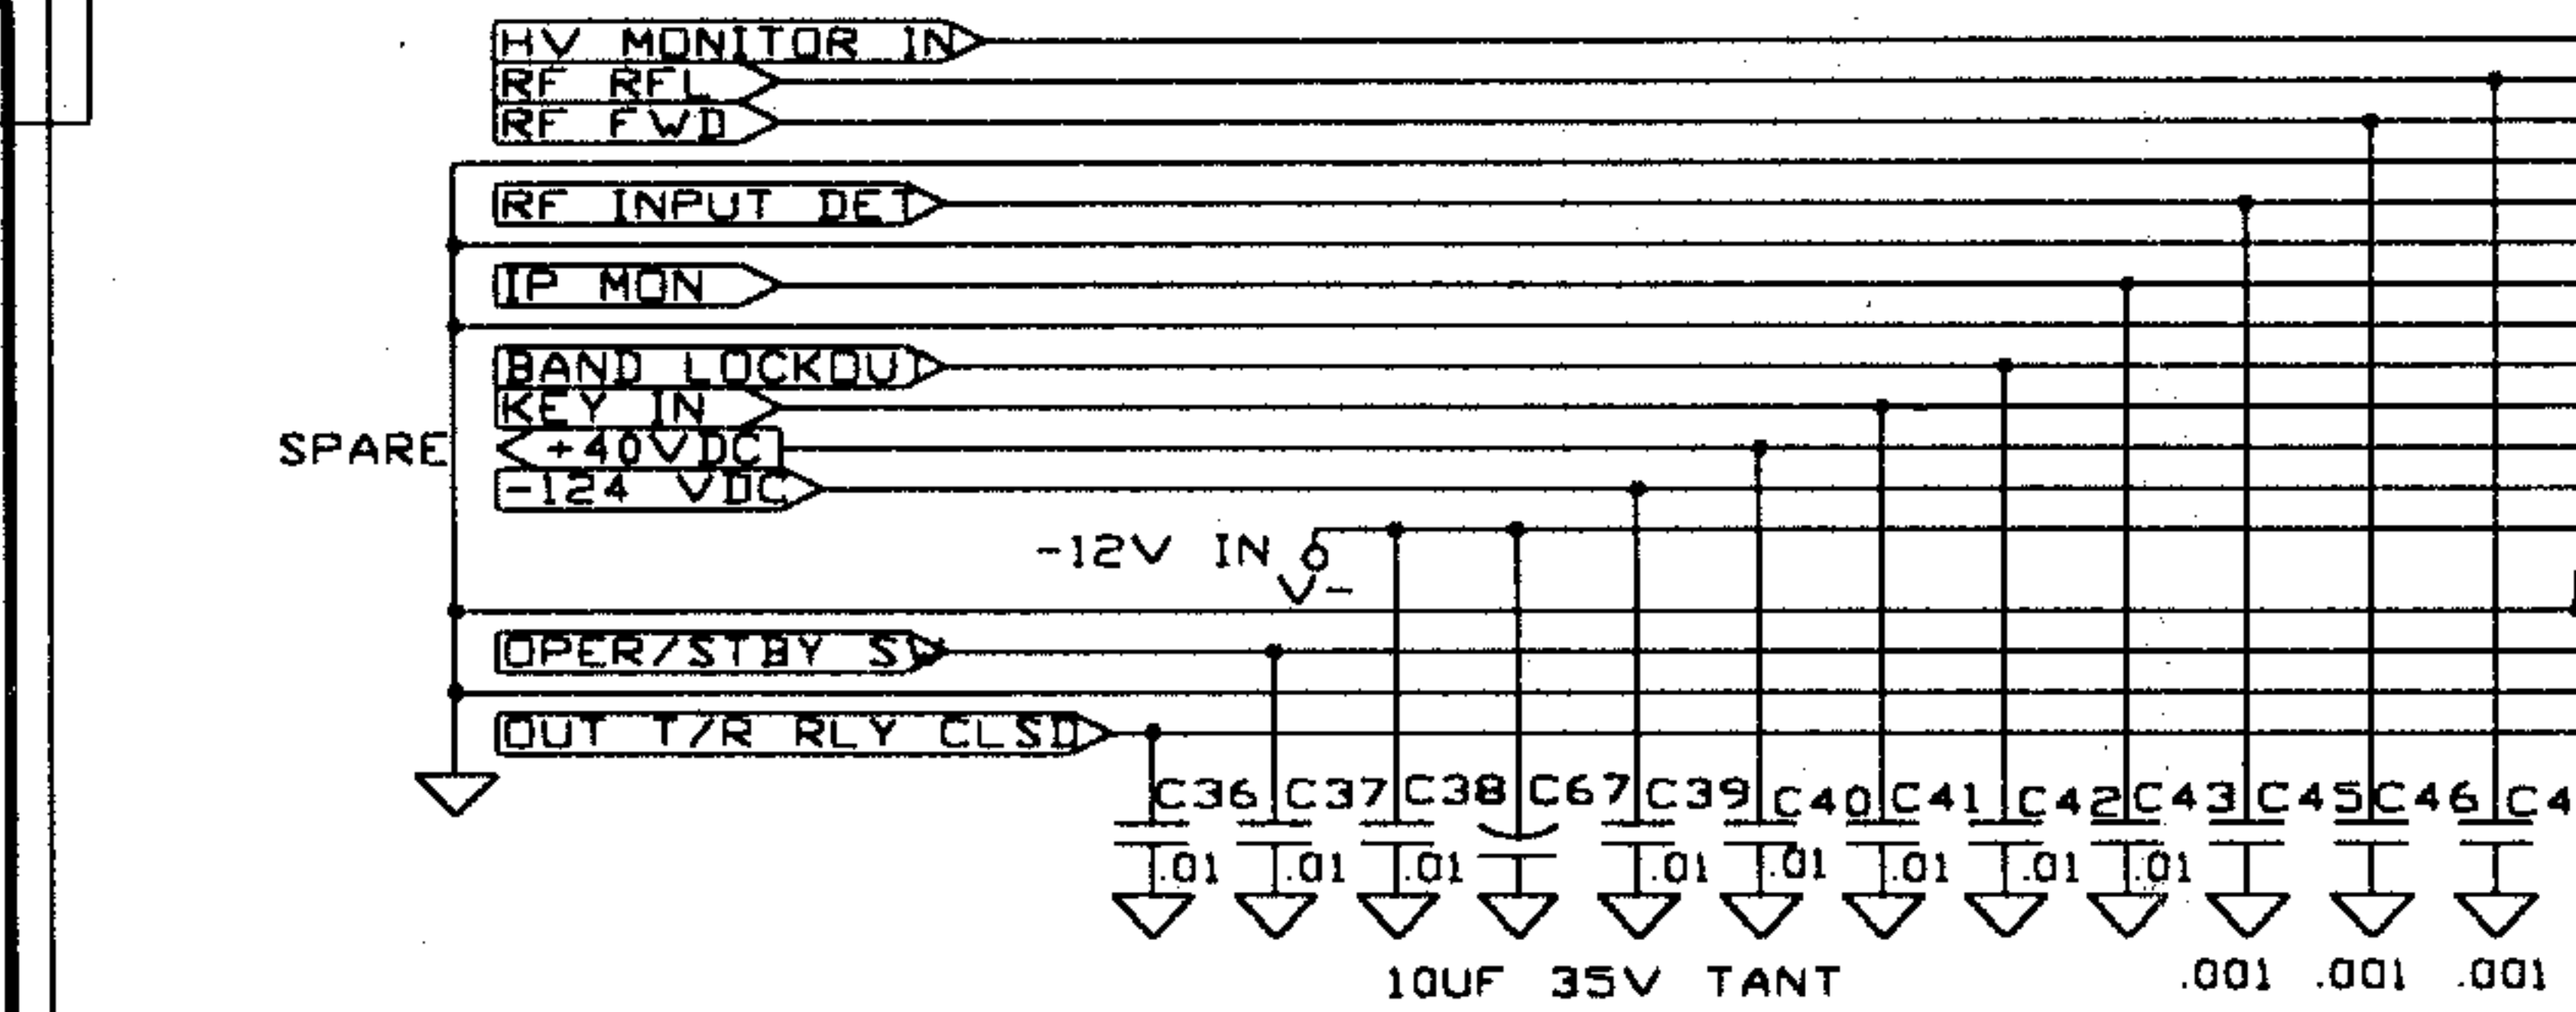 HV MONITOR IN
RF RFL
RF FWD
RF INPUT DET
IP MON
BAND LOCKOU
KEY IN
SPARE +40VDC
-124 VDC
-12V IN
V-
OPER/STBY SW
OUT T/R RLY CLSD
C36 C37 C38 C67 C39 C40 C41 C42 C43 C45 C46 C4
.01 .01 .01 .01 .01 .01 .01 .01
10UF 35V TANT .001 .001 .001